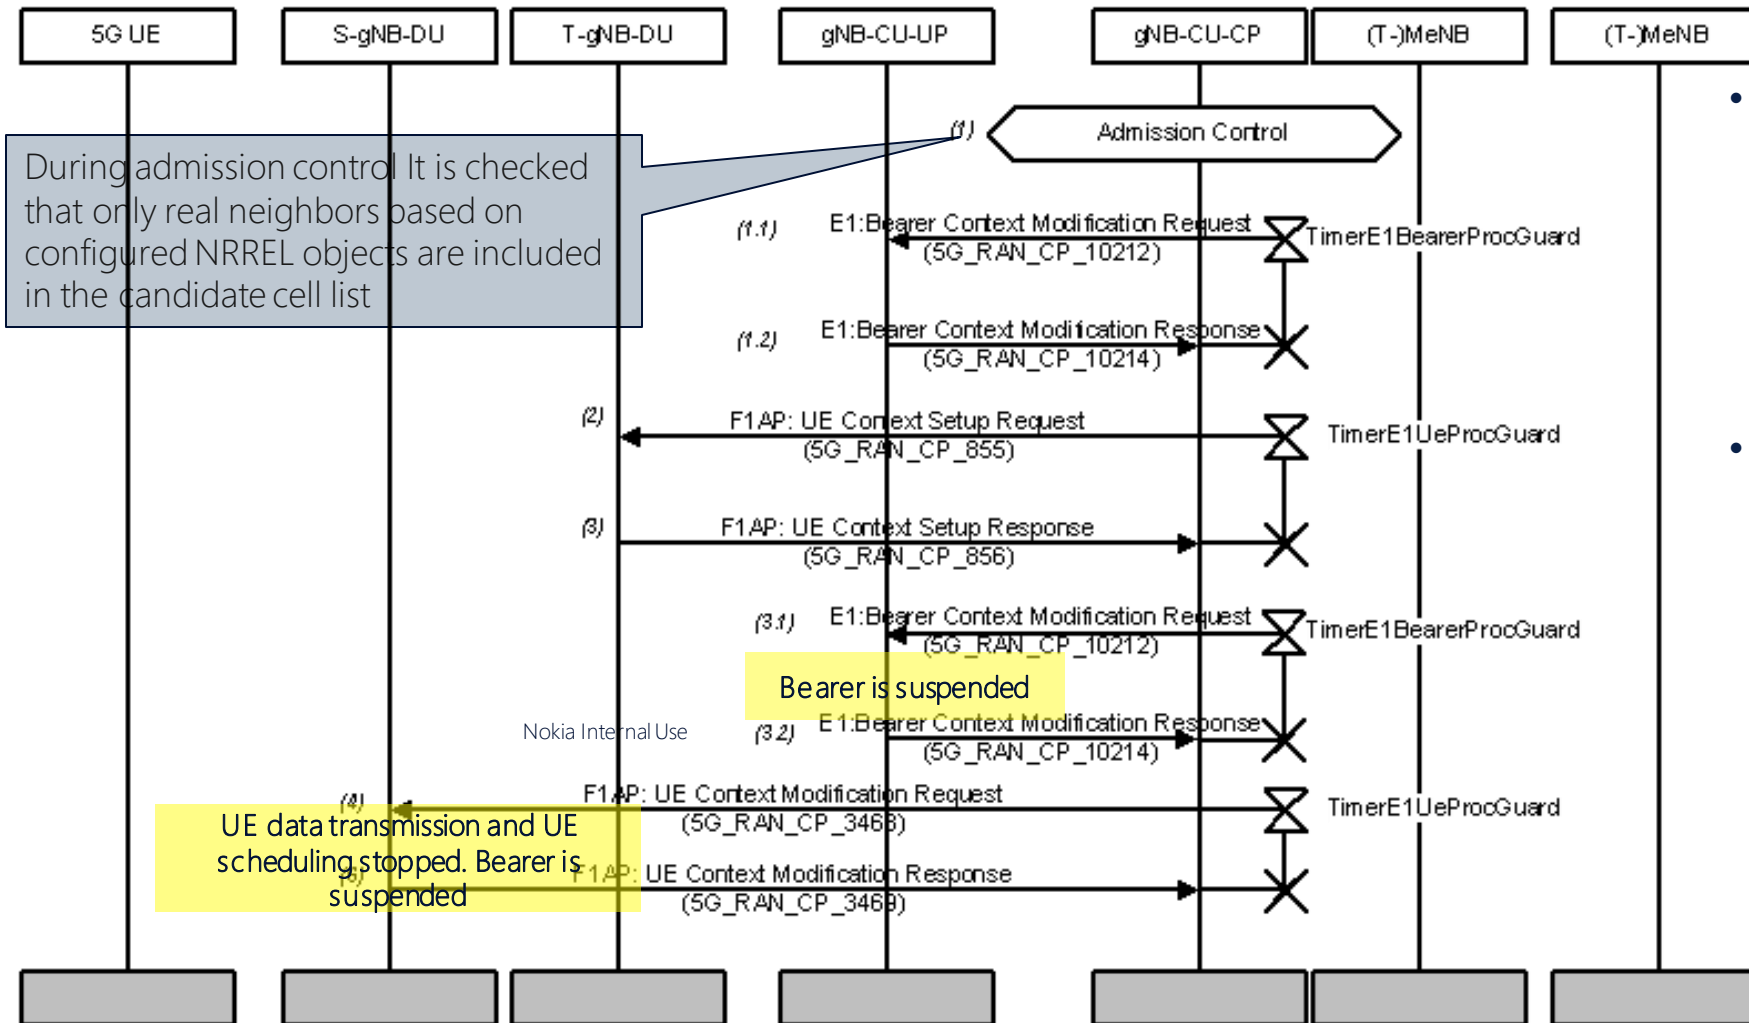 5G UE
S-gNB-DU
T-gNB-DU
gNB-CU-UP
gNB-CU-CP
(T-)MeNB
(T-)MeNB
(1)
Admission Control
During admission control It is checked
that only real neighbors based on
configured NRREL objects are included
in the candidate cell list
(1.1)
E1:Bearer Context Modification Request
(5G_RAN_CP_10212)
TimerE1BearerProcGuard
(1.2)
E1:Bearer Context Modification Response
(5G_RAN_CP_10214)
(2)
F1AP: UE Context Setup Request
(5G_RAN_CP_855)
TimerE1UeProcGuard
(3)
F1AP: UE Context Setup Response
(5G_RAN_CP_856)
(3.1)
E1:Bearer Context Modification Request
(5G_RAN_CP_10212)
TimerE1BearerProcGuard
Bearer is suspended
Nokia Internal Use
(3.2)
E1:Bearer Context Modification Response
(5G_RAN_CP_10214)
(4)
F1AP: UE Context Modification Request
(5G_RAN_CP_3468)
TimerE1UeProcGuard
UE data transmission and UE
scheduling stopped. Bearer is
suspended
F1AP: UE Context Modification Response
(5G_RAN_CP_3469)